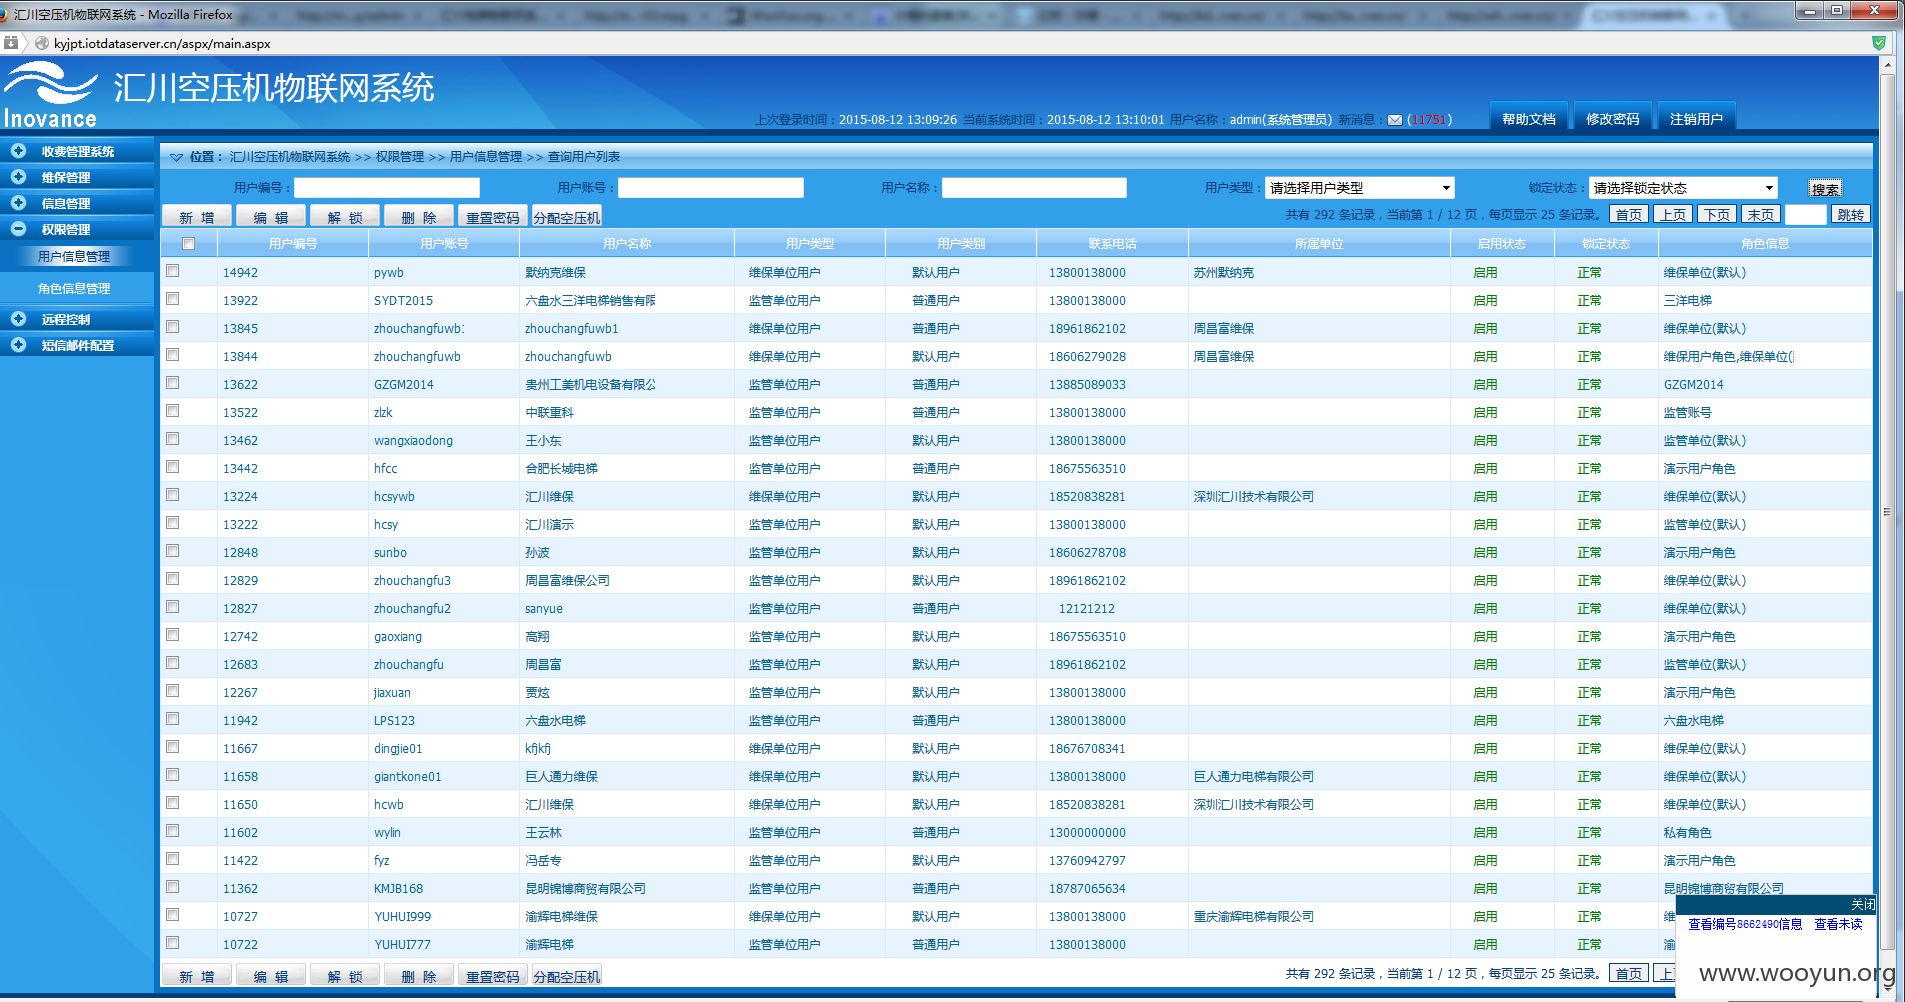 汇川空压机物联网系统 - Mozilla Firefox
kyjpt.iotdataserver.cn/aspx/main.aspx
汇川空压机物联网系统
Inovance
上次登录时间：2015-08-12 13:09:26 当前系统时间：2015-08-12 13:10:01 用户名称：admin(系统管理员) 新消息： (11751)
帮助文档 修改密码 注销用户
收费管理系统
维保管理
信息管理
权限管理
用户信息管理
角色信息管理
远程控制
短信邮件配置
位置：汇川空压机物联网系统 >> 权限管理 >> 用户信息管理 >> 查询用户列表
用户编号： 用户账号： 用户名称： 用户类型：请选择用户类型 锁定状态：请选择锁定状态 搜索
新 增 编 辑 解 锁 删 除 重置密码 分配空压机 共有 292 条记录，当前第 1 / 12 页，每页显示 25 条记录。 首页 上页 下页 末页 跳转
用户编号 用户账号 用户名称 用户类型 用户类别 联系电话 所属单位 启用状态 锁定状态 角色信息
14942 pywb 默纳克维保 维保单位用户 默认用户 13800138000 苏州默纳克 启用 正常 维保单位(默认)
13922 SYDT2015 六盘水三洋电梯销售有限 监管单位用户 普通用户 13800138000 启用 正常 三洋电梯
13845 zhouchangfuwb1 zhouchangfuwb1 维保单位用户 普通用户 18961862102 周昌富维保 启用 正常 维保单位(默认)
13844 zhouchangfuwb zhouchangfuwb 维保单位用户 普通用户 18606279028 周昌富维保 启用 正常 维保用户角色,维保单位(
13622 GZGM2014 贵州工美机电设备有限公 监管单位用户 普通用户 13885089033 启用 正常 GZGM2014
13522 zlzk 中联重科 监管单位用户 普通用户 13800138000 启用 正常 监管账号
13462 wangxiaodong 王小东 监管单位用户 默认用户 13800138000 启用 正常 监管单位(默认)
13442 hfcc 合肥长城电梯 监管单位用户 普通用户 18675563510 启用 正常 演示用户角色
13224 hcsywb 汇川维保 维保单位用户 默认用户 18520838281 深圳汇川技术有限公司 启用 正常 维保单位(默认)
13222 hcsy 汇川演示 监管单位用户 默认用户 13800138000 启用 正常 监管单位(默认)
12848 sunbo 孙波 监管单位用户 默认用户 18606278708 启用 正常 演示用户角色
12829 zhouchangfu3 周昌富维保公司 监管单位用户 默认用户 18961862102 启用 正常 维保单位(默认)
12827 zhouchangfu2 sanyue 监管单位用户 普通用户 12121212 启用 正常 维保单位(默认)
12742 gaoxiang 高翔 监管单位用户 默认用户 18675563510 启用 正常 演示用户角色
12683 zhouchangfu 周昌富 监管单位用户 默认用户 18961862102 启用 正常 监管单位(默认)
12267 jiaxuan 贾炫 监管单位用户 默认用户 13800138000 启用 正常 演示用户角色
11942 LPS123 六盘水电梯 监管单位用户 普通用户 13800138000 启用 正常 六盘水电梯
11667 dingjie01 kfjkfj 维保单位用户 默认用户 18676708341 启用 正常 维保单位(默认)
11658 giantkone01 巨人通力维保 维保单位用户 默认用户 13800138000 巨人通力电梯有限公司 启用 正常 维保单位(默认)
11650 hcwb 汇川维保 维保单位用户 默认用户 18520838281 深圳汇川技术有限公司 启用 正常 维保单位(默认)
11602 wylin 王云林 监管单位用户 普通用户 13000000000 启用 正常 私有角色
11422 fyz 冯岳专 监管单位用户 默认用户 13760942797 启用 正常 演示用户角色
11362 KMJB168 昆明锦博商贸有限公司 监管单位用户 普通用户 18787065634 启用 正常 昆明锦博商贸有限公司
10727 YUHUI999 渝辉电梯维保 维保单位用户 默认用户 13800138000 重庆渝辉电梯有限公司 启用 正常 维
10722 YUHUI777 渝辉电梯 监管单位用户 普通用户 13800138000 启用 正常 渝
关闭
查看编号8662490信息 查看未读
新 增 编 辑 解 锁 删 除 重置密码 分配空压机 共有 292 条记录，当前第 1 / 12 页，每页显示 25 条记录。 首页 上
www.wooyun.org